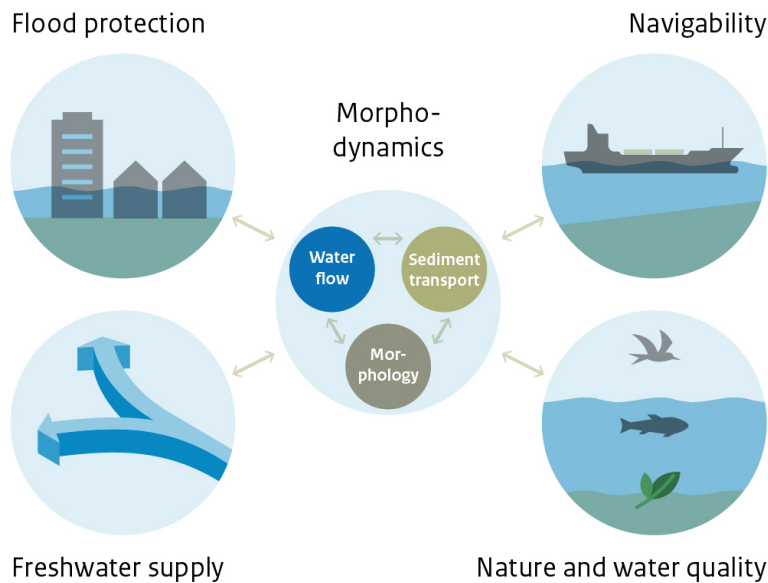 Flood protection
Navigability
Morpho-
dynamics
Water
flow
Sediment
transport
Mor-
phology
Freshwater supply
Nature and water quality